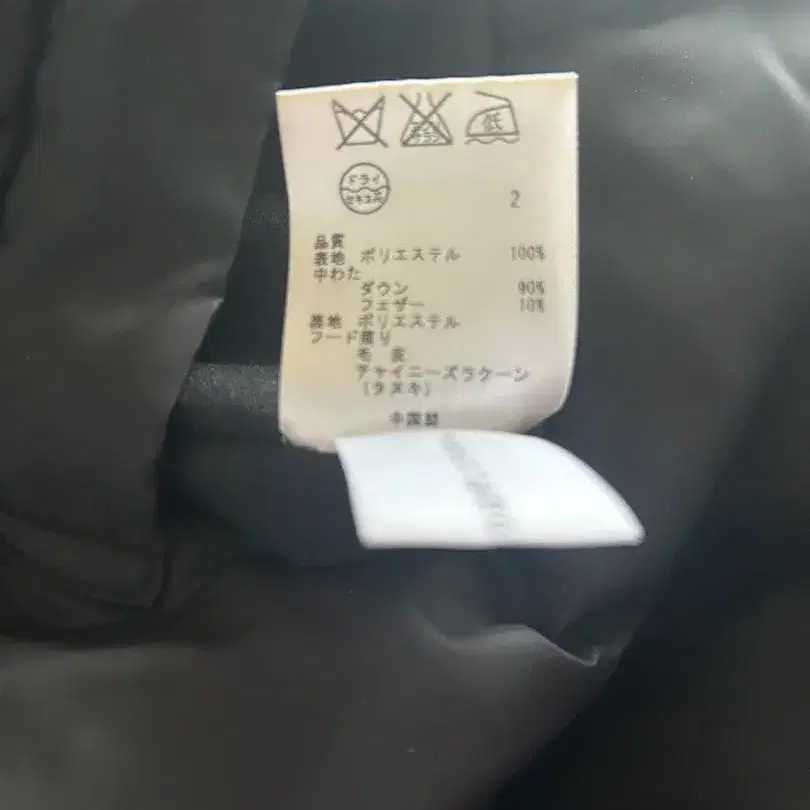 低
ドライ
セキユ系
2
品質
表地 ポリエステル 100%
中わた
ダウン 90%
フェザー 10%
裏地 ポリエステル
フード飾り
毛 皮
チャイニーズラクーン
(タヌキ)
中国製